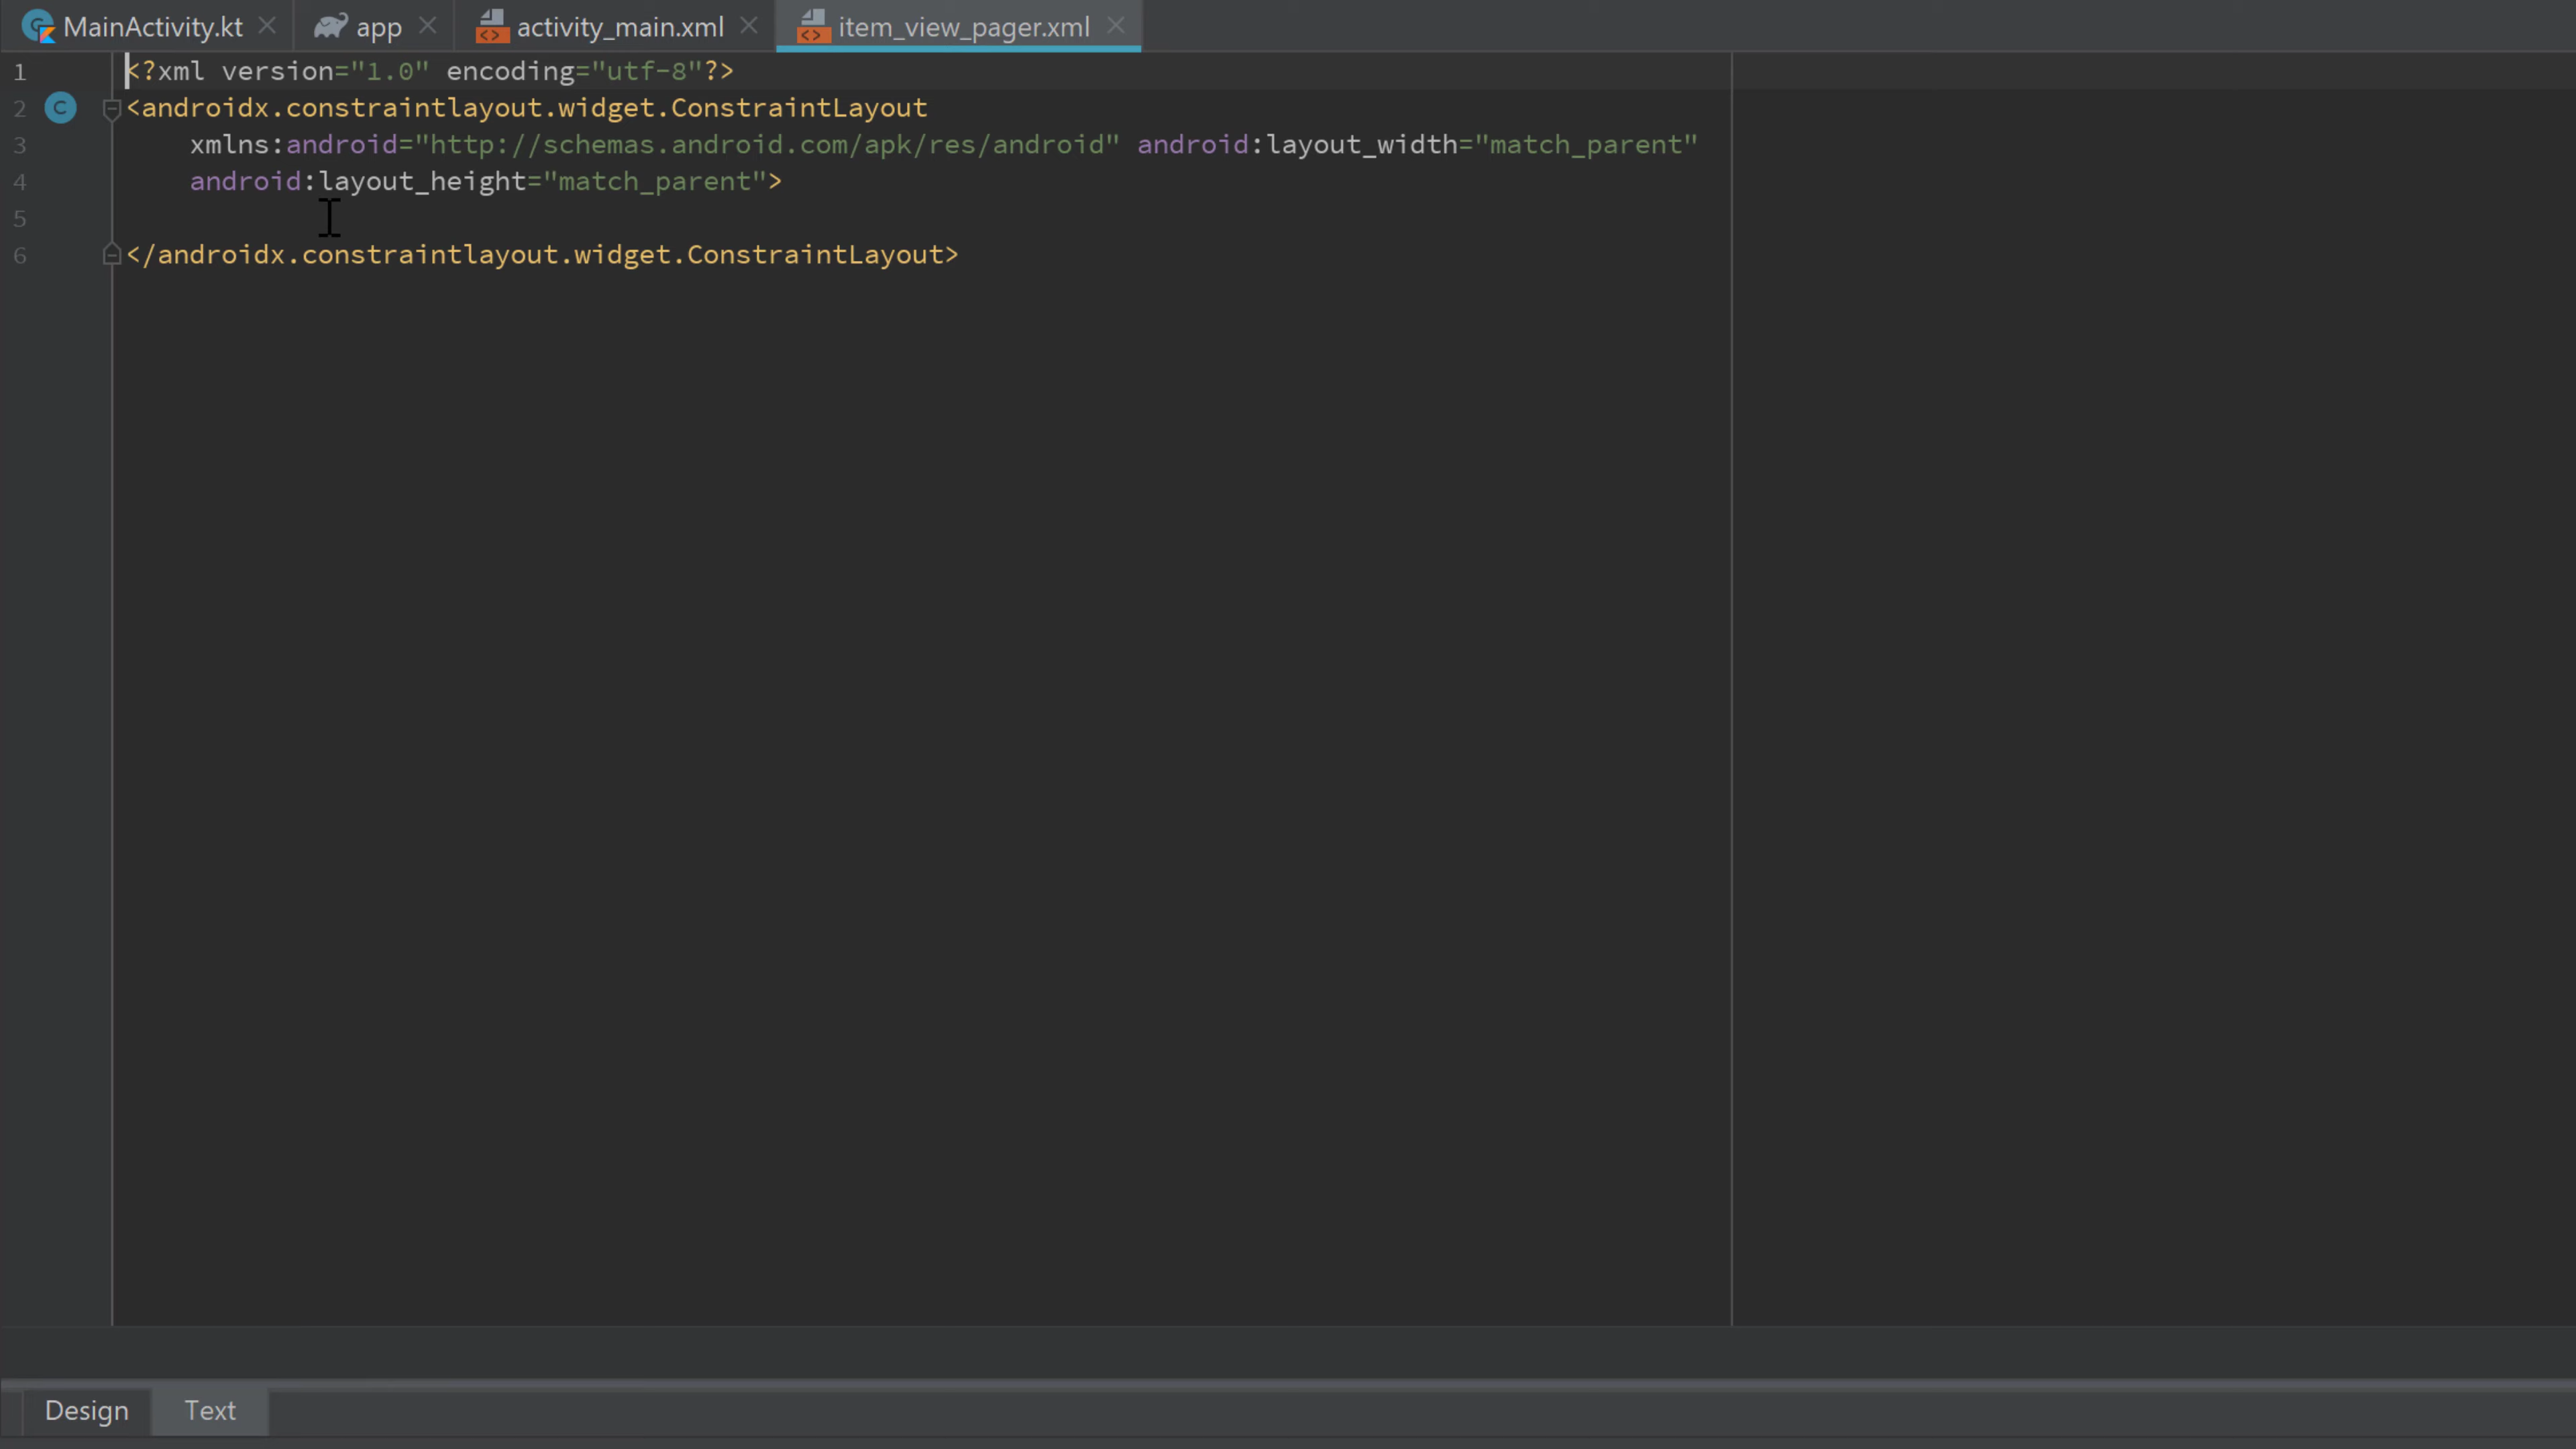 MainActivity.kt app activity_main.xml item_view_pager.xml
1 <?xml version="1.0" encoding="utf-8"?>
2 C <androidx.constraintlayout.widget.ConstraintLayout
3 xmlns:android="http://schemas.android.com/apk/res/android" android:layout_width="match_parent"
4 android:layout_height="match_parent">
5
6 </androidx.constraintlayout.widget.ConstraintLayout>
Design Text